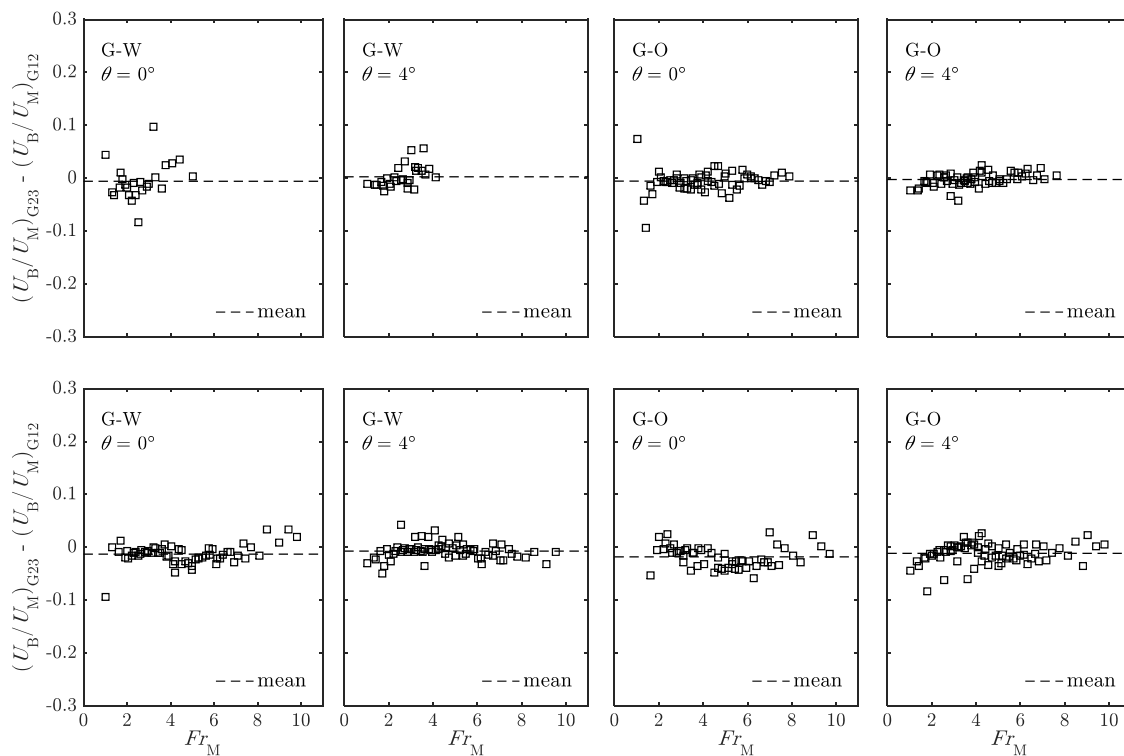 0.3
0.2
0.1
0
-0.1
-0.2
-0.3
(U_B/U_M)_G23 - (U_B/U_M)_G12
G-W
θ = 0°
mean
G-W
θ = 4°
mean
G-O
θ = 0°
mean
G-O
θ = 4°
mean
0.3
0.2
0.1
0
-0.1
-0.2
-0.3
(U_B/U_M)_G23 - (U_B/U_M)_G12
G-W
θ = 0°
mean
G-W
θ = 4°
mean
G-O
θ = 0°
mean
G-O
θ = 4°
mean
0 2 4 6 8 10
0 2 4 6 8 10
0 2 4 6 8 10
0 2 4 6 8 10
Fr_M
Fr_M
Fr_M
Fr_M